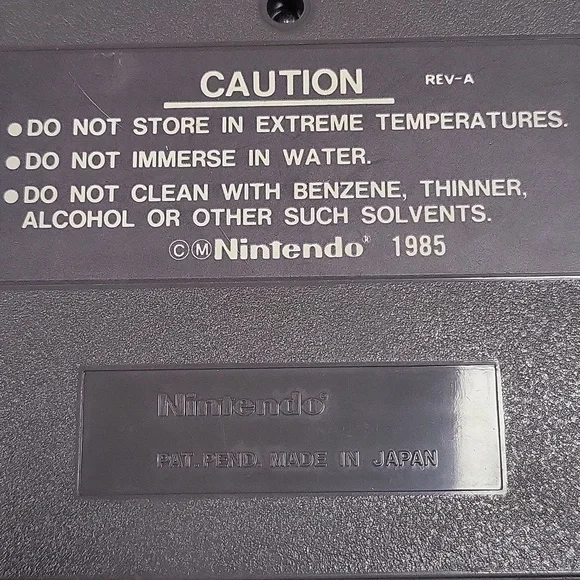 CAUTION REV-A
●DO NOT STORE IN EXTREME TEMPERATURES.
●DO NOT IMMERSE IN WATER.
●DO NOT CLEAN WITH BENZENE, THINNER,
ALCOHOL OR OTHER SUCH SOLVENTS.
©Ⓜ Nintendo® 1985
Nintendo®
PAT. PEND. MADE IN JAPAN